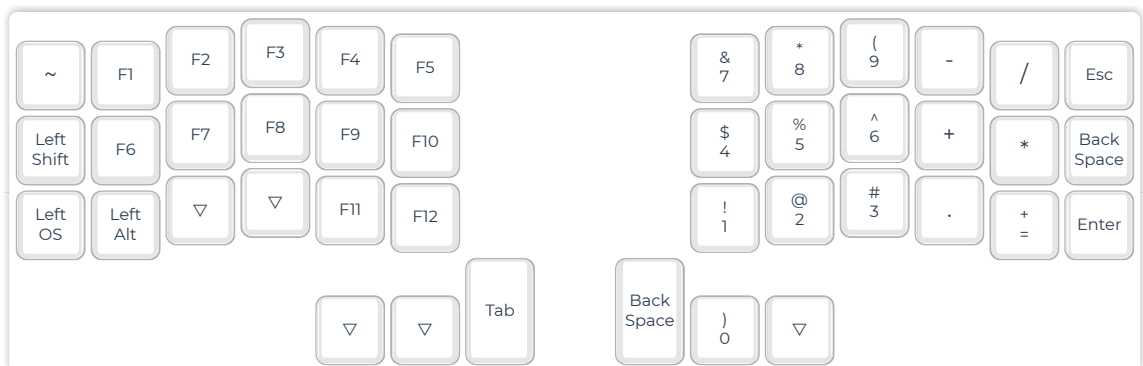 ~ F1 F2 F3 F4 F5 & * ( - / Esc
7 8 9
Left Shift F6 F7 F8 F9 F10 $ % ^ + * Back Space
4 5 6
Left OS Left Alt ▽ ▽ F11 F12 ! @ # . + Enter
1 2 3 =
▽ ▽ Tab Back Space ) ▽
0